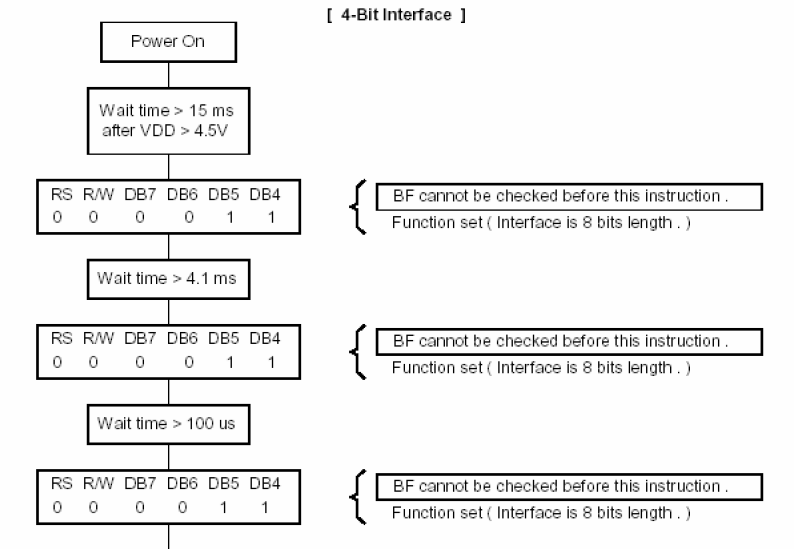 [ 4-Bit Interface ]
Power On
Wait time > 15 ms
after VDD > 4.5V
RS R/W DB7 DB6 DB5 DB4
0 0 0 0 1 1
BF cannot be checked before this instruction .
Function set ( Interface is 8 bits length . )
Wait time > 4.1 ms
RS R/W DB7 DB6 DB5 DB4
0 0 0 0 1 1
BF cannot be checked before this instruction .
Function set ( Interface is 8 bits length . )
Wait time > 100 us
RS R/W DB7 DB6 DB5 DB4
0 0 0 0 1 1
BF cannot be checked before this instruction .
Function set ( Interface is 8 bits length . )